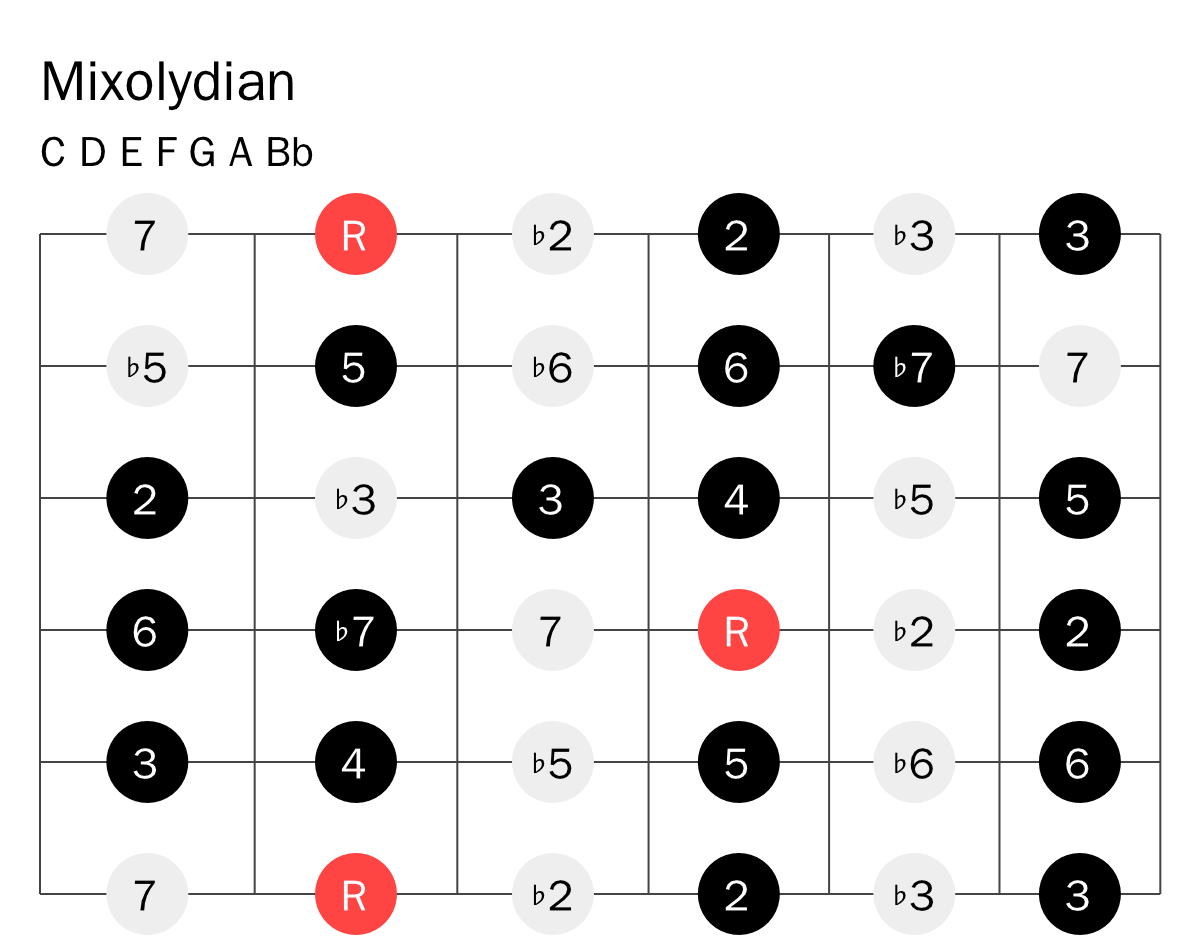 Mixolydian
C D E F G A Bb
7 R ♭2 2 ♭3 3
♭5 5 ♭6 6 ♭7 7
2 ♭3 3 4 ♭5 5
6 ♭7 7 R ♭2 2
3 4 ♭5 5 ♭6 6
7 R ♭2 2 ♭3 3